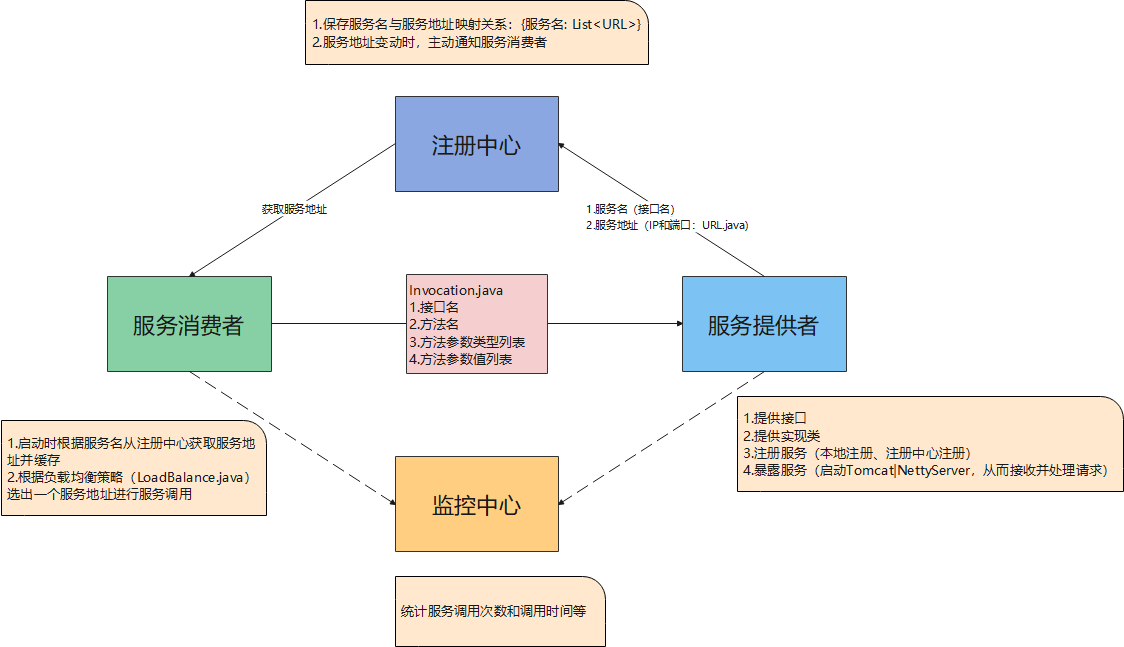 1.保存服务名与服务地址映射关系：{服务名: List<URL>}
2.服务地址变动时，主动通知服务消费者
注册中心
获取服务地址
1.服务名（接口名）
2.服务地址（IP和端口：URL.java)
服务消费者
Invocation.java
1.接口名
2.方法名
3.方法参数类型列表
4.方法参数值列表
服务提供者
1.启动时根据服务名从注册中心获取服务地
址并缓存
2.根据负载均衡策略（LoadBalance.java）
选出一个服务地址进行服务调用
监控中心
1.提供接口
2.提供实现类
3.注册服务（本地注册、注册中心注册）
4.暴露服务（启动Tomcat|NettyServer，从而接收并处理请求）
统计服务调用次数和调用时间等